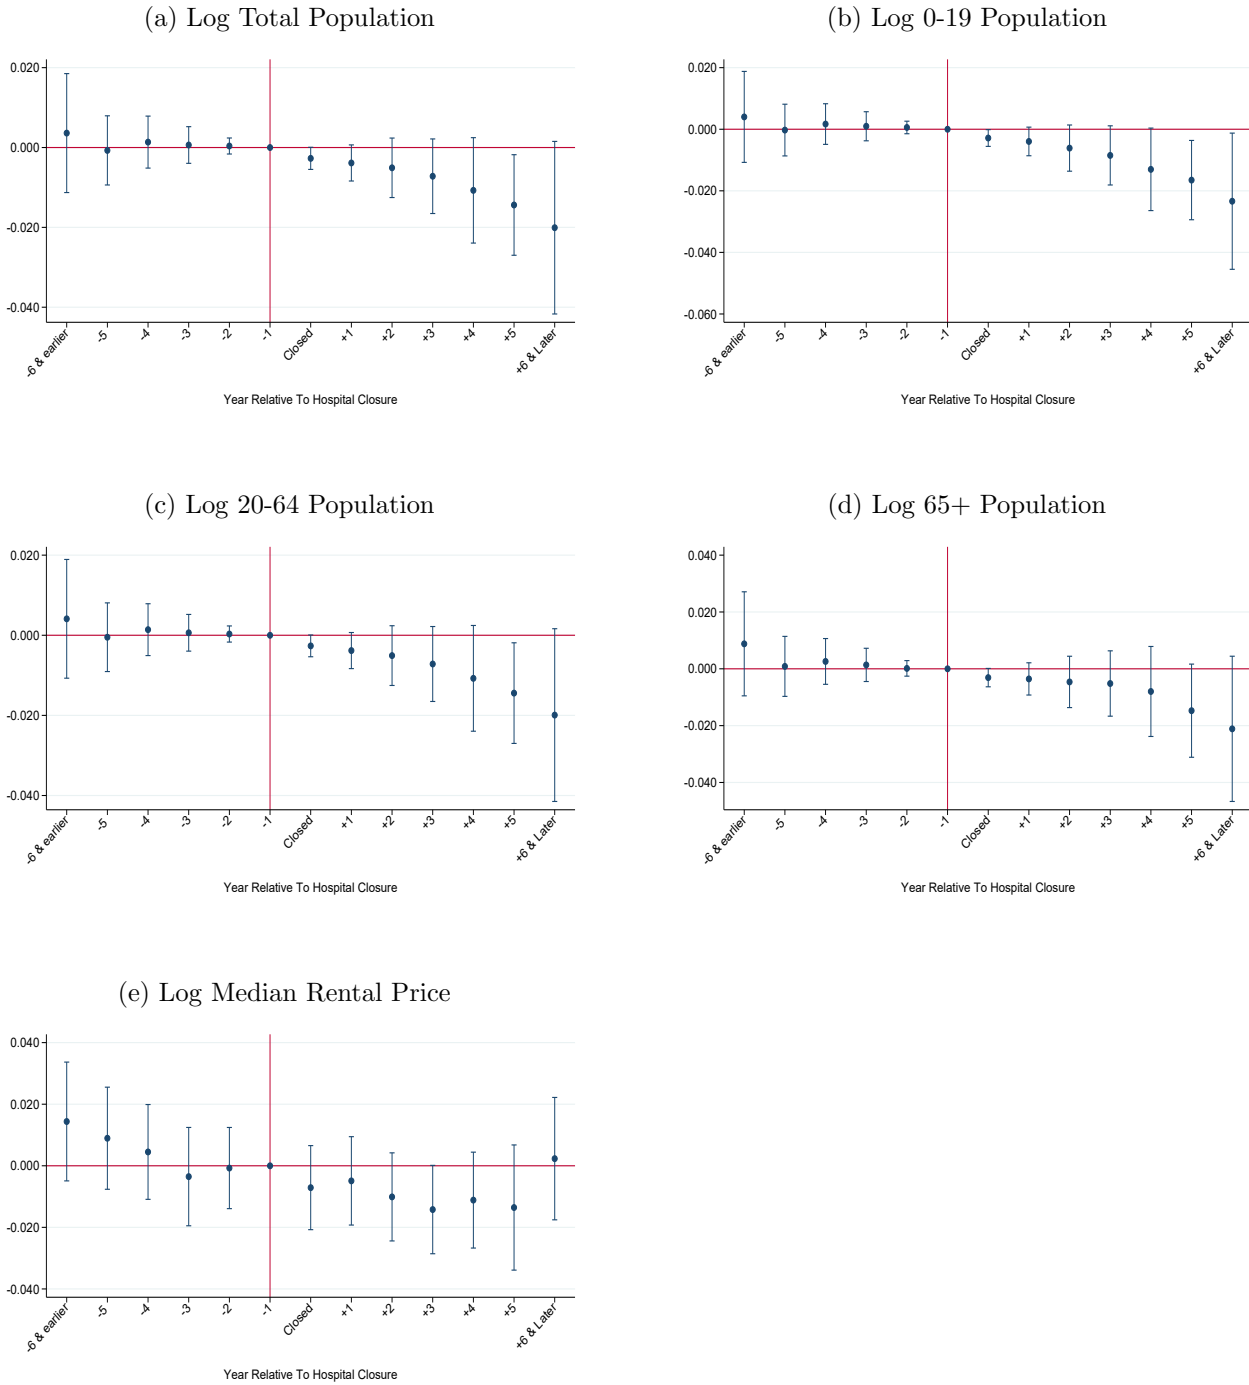 (a) Log Total Population
0.020
0.000
-0.020
-0.040
-6 & earlier -5 -4 -3 -2 -1 Closed +1 +2 +3 +4 +5 +6 & Later
Year Relative To Hospital Closure
(b) Log 0-19 Population
0.020
0.000
-0.020
-0.040
-0.060
-6 & earlier -5 -4 -3 -2 -1 Closed +1 +2 +3 +4 +5 +6 & Later
Year Relative To Hospital Closure
(c) Log 20-64 Population
0.020
0.000
-0.020
-0.040
-6 & earlier -5 -4 -3 -2 -1 Closed +1 +2 +3 +4 +5 +6 & Later
Year Relative To Hospital Closure
(d) Log 65+ Population
0.040
0.020
0.000
-0.020
-0.040
-6 & earlier -5 -4 -3 -2 -1 Closed +1 +2 +3 +4 +5 +6 & Later
Year Relative To Hospital Closure
(e) Log Median Rental Price
0.040
0.020
0.000
-0.020
-0.040
-6 & earlier -5 -4 -3 -2 -1 Closed +1 +2 +3 +4 +5 +6 & Later
Year Relative To Hospital Closure